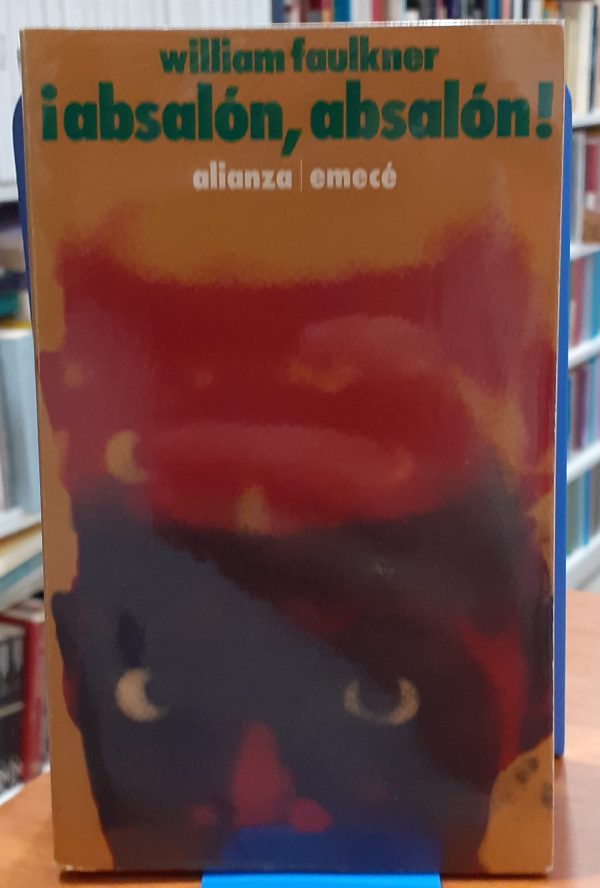 william faulkner
¡absalón, absalón!
alianza | emecé